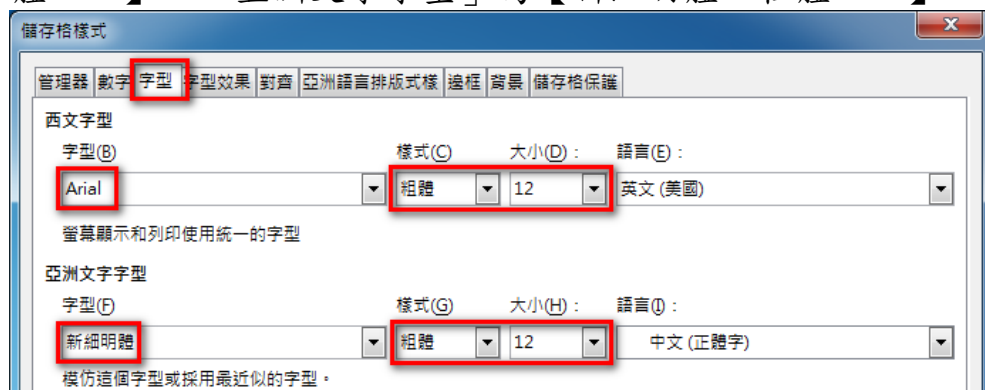 儲存格樣式
管理器 數字 字型 字型效果 對齊 亞洲語言排版式樣 邊框 背景 儲存格保護
西文字型
字型(B) 樣式(C) 大小(D)： 語言(E)：
Arial 粗體 12 英文 (美國)
螢幕顯示和列印使用統一的字型
亞洲文字字型
字型(F) 樣式(G) 大小(H)： 語言(I)：
新細明體 粗體 12 中文 (正體字)
模仿這個字型或採用最近似的字型。